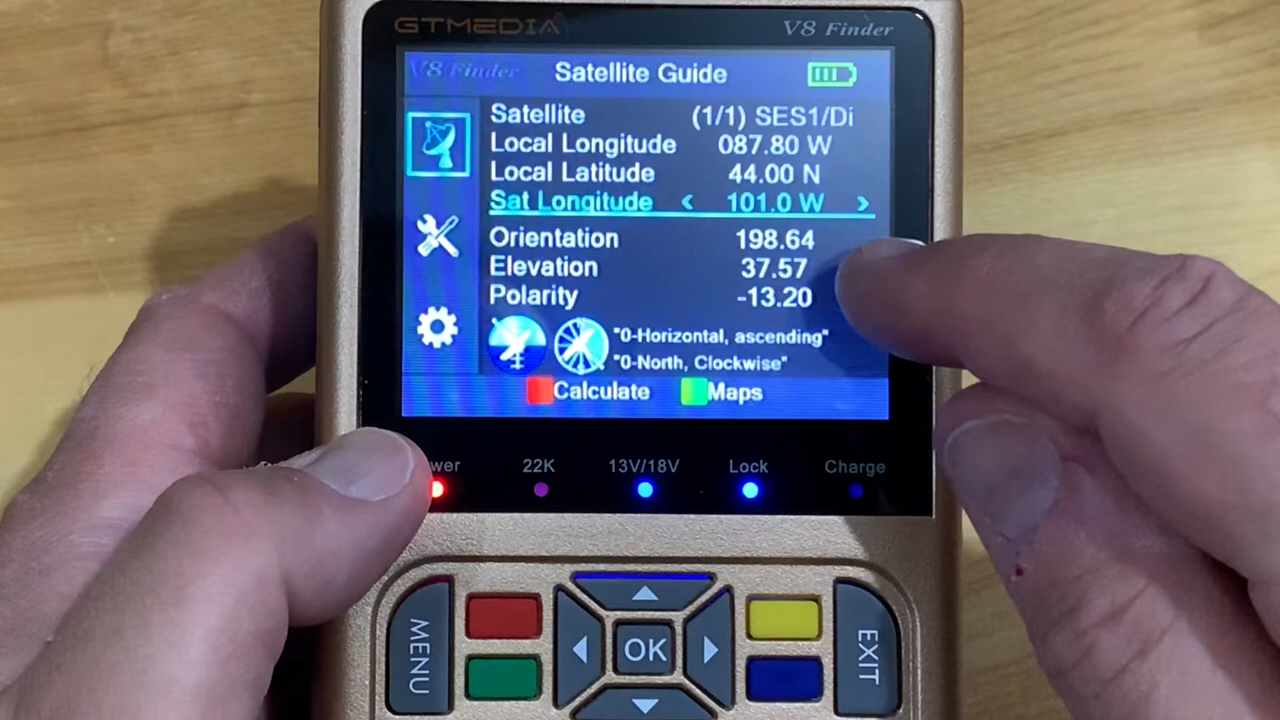 GTMEDIA
V8 Finder
V8 Finder Satellite Guide
Satellite (1/1) SES1/Di
Local Longitude 087.80 W
Local Latitude 44.00 N
Sat Longitude < 101.0 W >
Orientation 198.64
Elevation 37.57
Polarity -13.20
"0-Horizontal, ascending"
"0-North, Clockwise"
Calculate Maps
wer 22K 13V/18V Lock Charge
MENU
OK
EXIT